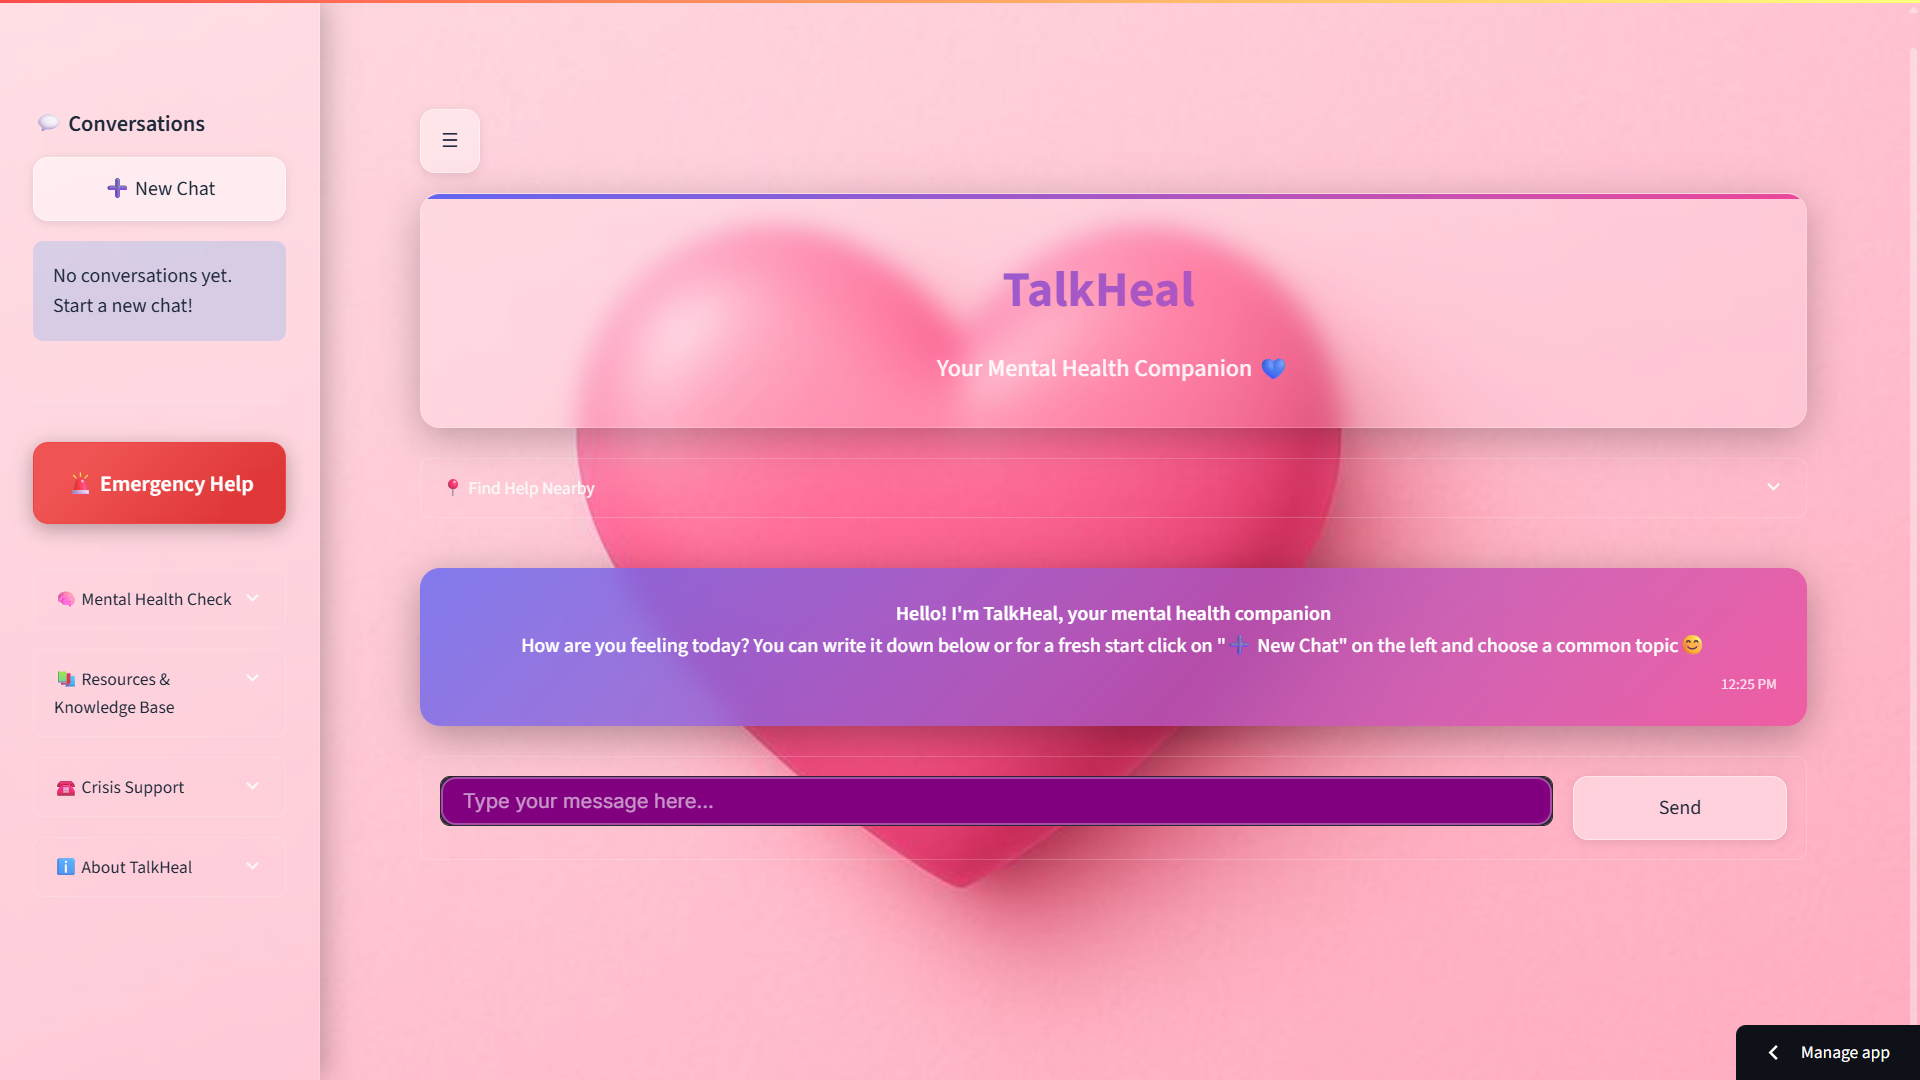 💬 Conversations
➕ New Chat
No conversations yet.
Start a new chat!
🚨 Emergency Help
🧠 Mental Health Check
📚 Resources &
Knowledge Base
☎️ Crisis Support
ℹ️ About TalkHeal
☰
TalkHeal
Your Mental Health Companion 💙
📍 Find Help Nearby
Hello! I'm TalkHeal, your mental health companion
How are you feeling today? You can write it down below or for a fresh start click on "➕ New Chat" on the left and choose a common topic 😊
12:25 PM
Type your message here...
Send
Manage app